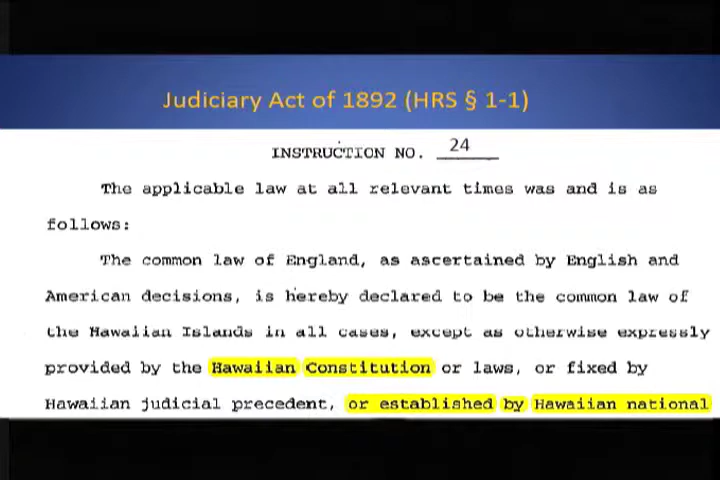 Judiciary Act of 1892 (HRS § 1-1)
INSTRUCTION NO. 24
The applicable law at all relevant times was and is as
follows:
The common law of England, as ascertained by English and
American decisions, is hereby declared to be the common law of
the Hawaiian Islands in all cases, except as otherwise expressly
provided by the Hawaiian Constitution or laws, or fixed by
Hawaiian judicial precedent, or established by Hawaiian national